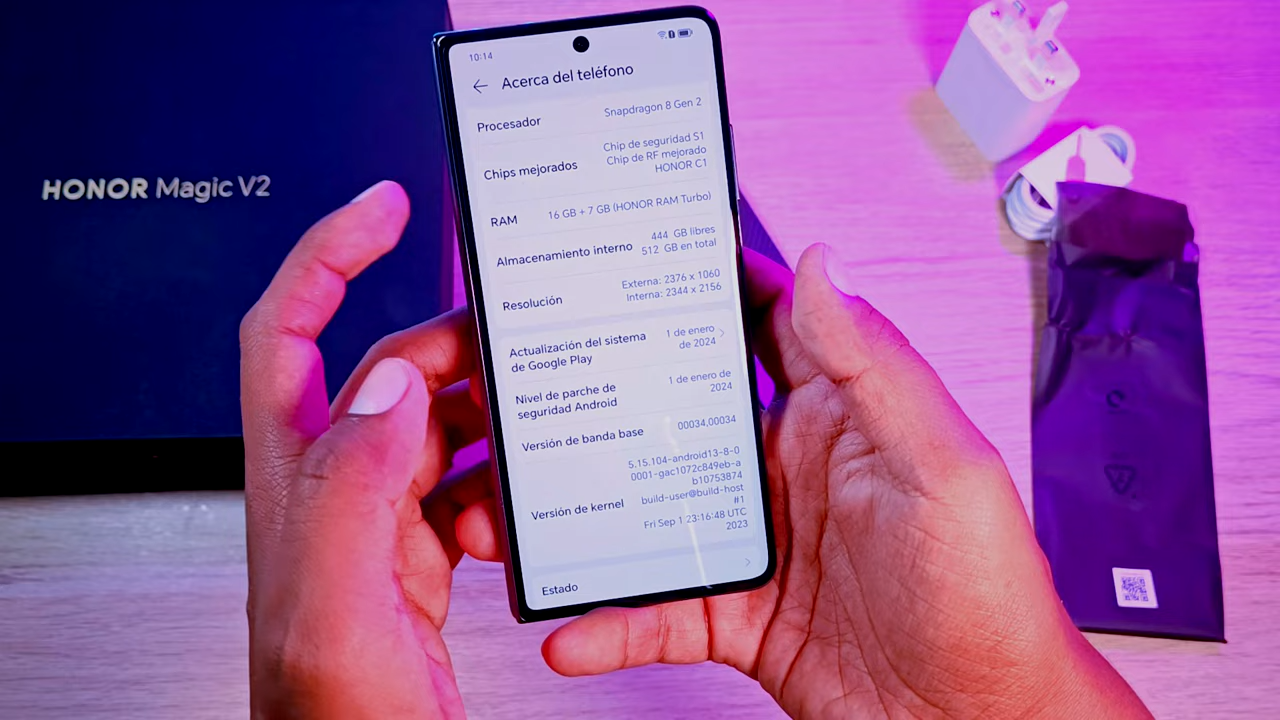 HONOR Magic V2
10:14
Acerca del teléfono
Procesador
Snapdragon 8 Gen 2
Chips mejorados
Chip de seguridad S1
Chip de RF mejorado
HONOR C1
RAM
16 GB + 7 GB (HONOR RAM Turbo)
Almacenamiento interno
444 GB libres
512 GB en total
Resolución
Externa: 2376 x 1060
Interna: 2344 x 2156
Actualización del sistema
de Google Play
1 de enero
de 2024
Nivel de parche de
seguridad Android
1 de enero de
2024
Versión de banda base
00034,00034
Versión de kernel
5.15.104-android13-8-0
0001-gac1072c849eb-a
b10753874
build-user@build-host
#1
Fri Sep 1 23:16:48 UTC
2023
Estado